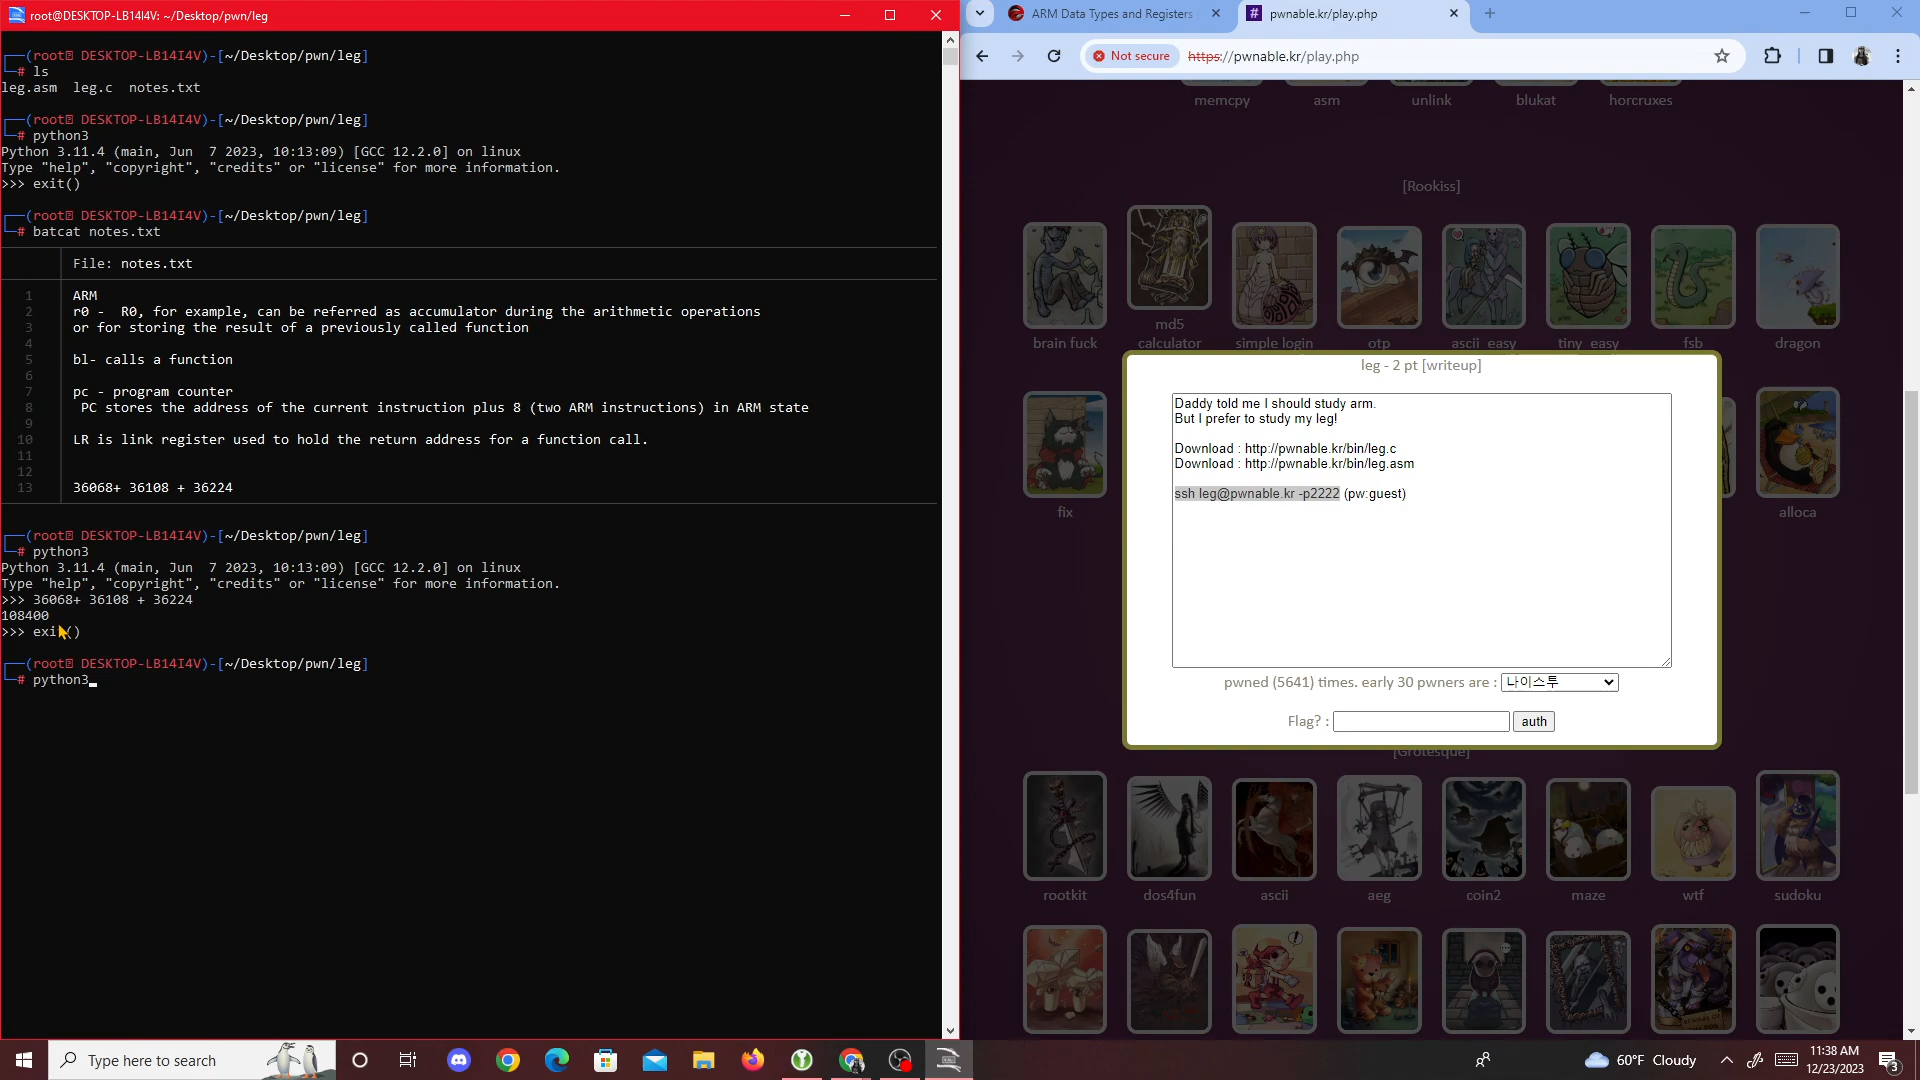 root@DESKTOP-LB14I4V: ~/Desktop/pwn/leg
┌──(root㉿ DESKTOP-LB14I4V)-[~/Desktop/pwn/leg]
└─# ls
leg.asm  leg.c  notes.txt
┌──(root㉿ DESKTOP-LB14I4V)-[~/Desktop/pwn/leg]
└─# python3
Python 3.11.4 (main, Jun  7 2023, 10:13:09) [GCC 12.2.0] on linux
Type "help", "copyright", "credits" or "license" for more information.
>>> exit()
┌──(root㉿ DESKTOP-LB14I4V)-[~/Desktop/pwn/leg]
└─# batcat notes.txt
File: notes.txt
1 ARM
2 r0 -  R0, for example, can be referred as accumulator during the arithmetic operations
3 or for storing the result of a previously called function
4
5 bl- calls a function
6
7 pc - program counter
8  PC stores the address of the current instruction plus 8 (two ARM instructions) in ARM state
9
10 LR is link register used to hold the return address for a function call.
11
12
13 36068+ 36108 + 36224
┌──(root㉿ DESKTOP-LB14I4V)-[~/Desktop/pwn/leg]
└─# python3
Python 3.11.4 (main, Jun  7 2023, 10:13:09) [GCC 12.2.0] on linux
Type "help", "copyright", "credits" or "license" for more information.
>>> 36068+ 36108 + 36224
108400
>>> exit()
┌──(root㉿ DESKTOP-LB14I4V)-[~/Desktop/pwn/leg]
└─# python3
ARM Data Types and Registers
pwnable.kr/play.php
Not secure https://pwnable.kr/play.php
memcpy asm unlink blukat horcruxes
[Rookiss]
brain fuck md5 calculator simple login otp ascii_easy tiny_easy fsb dragon
fix alloca
leg - 2 pt [writeup]
Daddy told me I should study arm.
But I prefer to study my leg!
Download : http://pwnable.kr/bin/leg.c
Download : http://pwnable.kr/bin/leg.asm
ssh leg@pwnable.kr -p2222 (pw:guest)
pwned (5641) times. early 30 pwners are : 나이스투
Flag? : auth
[Grotesque]
rootkit dos4fun ascii aeg coin2 maze wtf sudoku
Type here to search
60°F Cloudy
11:38 AM
12/23/2023
3